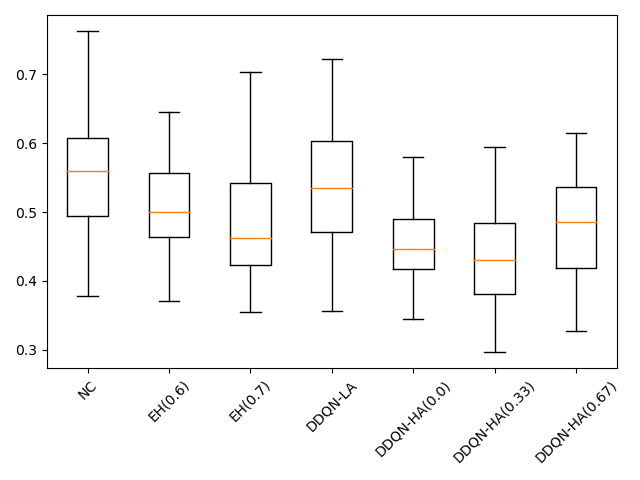 0.7
0.6
0.5
0.4
0.3
NC
EH(0.6)
EH(0.7)
DDQN-LA
DDQN-HA(0.0)
DDQN-HA(0.33)
DDQN-HA(0.67)